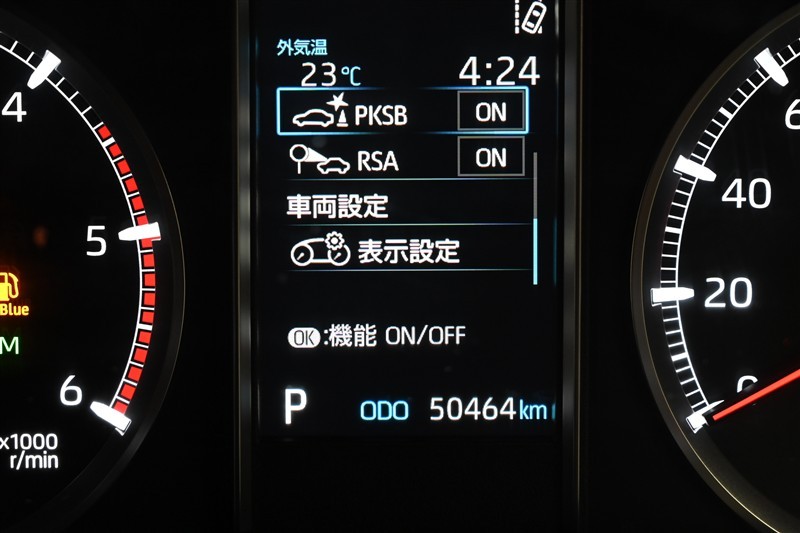 外気温
23℃ 4:24
PKSB ON
RSA ON
車両設定
表示設定
OK:機能 ON/OFF
P ODO 50464km
4
5
6
x1000
r/min
Blue
M
40
20
0